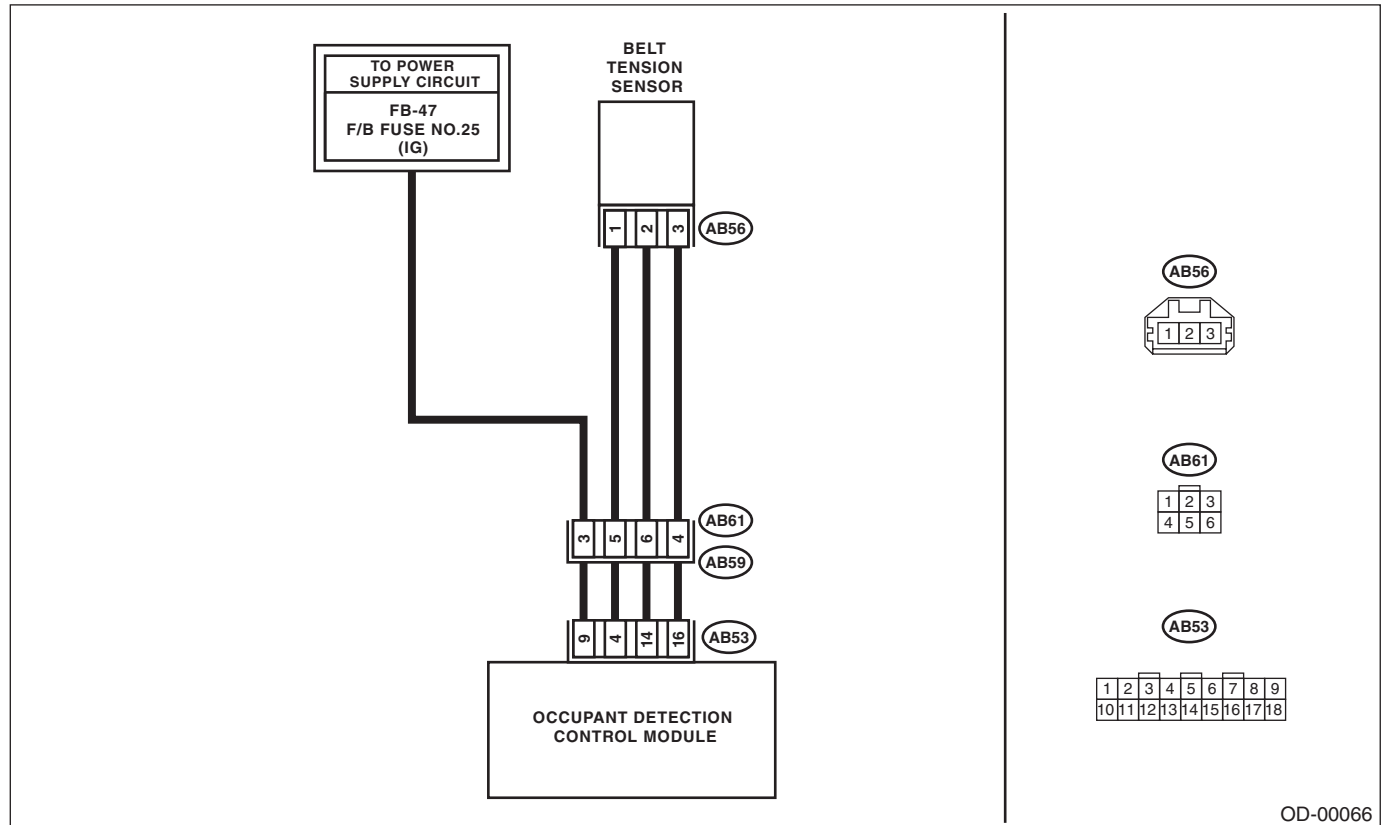 TO POWER
SUPPLY CIRCUIT
FB-47
F/B FUSE NO.25
(IG)
BELT
TENSION
SENSOR
1 2 3
AB56
3 5 6 4
AB61
AB59
9 4 14 16
AB53
OCCUPANT DETECTION
CONTROL MODULE
AB56
1 2 3
AB61
1 2 3
4 5 6
AB53
1 2 3 4 5 6 7 8 9
10 11 12 13 14 15 16 17 18
OD-00066